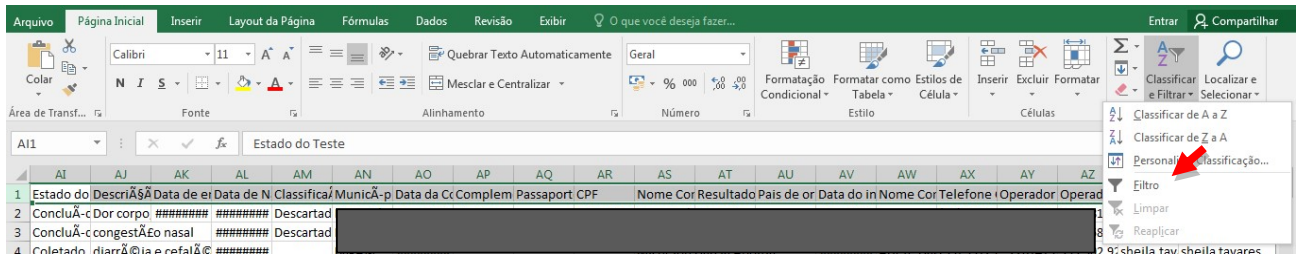 Arquivo Página Inicial Inserir Layout da Página Fórmulas Dados Revisão Exibir O que você deseja fazer... Entrar Compartilhar
Calibri 11 A A Quebrar Texto Automaticamente Geral
Colar N I S A Mesclar e Centralizar % 000 Formatação Condicional Formatar como Tabela Estilos de Célula Inserir Excluir Formatar Classificar e Filtrar Localizar e Selecionar
Área de Transf... Fonte Alinhamento Número Estilo Células
Classificar de A a Z
Classificar de Z a A
Classificação...
Filtro
Limpar
Reaplicar
AI1 fx Estado do Teste
AI AJ AK AL AM AN AO AP AQ AR AS AT AU AV AW AX AY AZ
1 Estado do DescriÃ§Ã Data de Data de N Classifica MunicÃ-p Data da Complem Passaport CPF Nome Cor Resultado Pais de or Data do in Nome Cor Telefone Operador Operad
2 ConcluÃ-d Dor corpo ######## ######## Descartad
3 ConcluÃ-d congestÃ£o nasal ######## Descartad
4 Coletado diarrÃ©ia e cefalÃ© ######## sheila tav sheila tavares